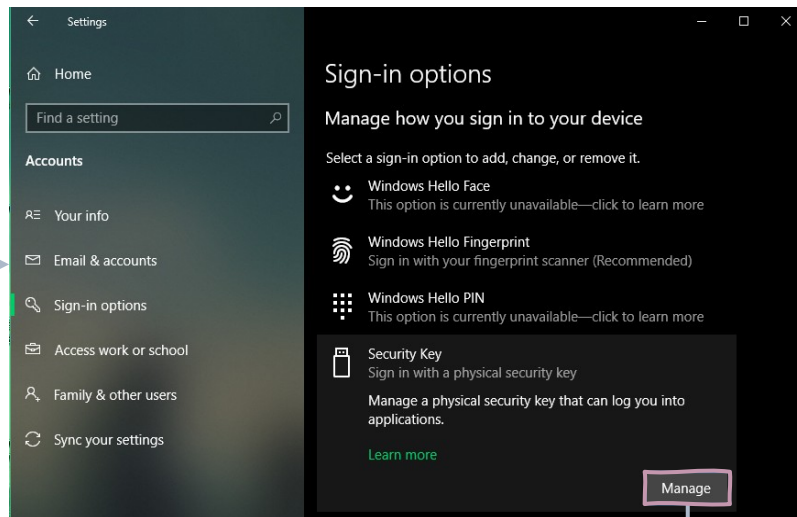 Settings
Home
Find a setting
Accounts
Your info
Email & accounts
Sign-in options
Access work or school
Family & other users
Sync your settings
Sign-in options
Manage how you sign in to your device
Select a sign-in option to add, change, or remove it.
Windows Hello Face
This option is currently unavailable—click to learn more
Windows Hello Fingerprint
Sign in with your fingerprint scanner (Recommended)
Windows Hello PIN
This option is currently unavailable—click to learn more
Security Key
Sign in with a physical security key
Manage a physical security key that can log you into
applications.
Learn more
Manage